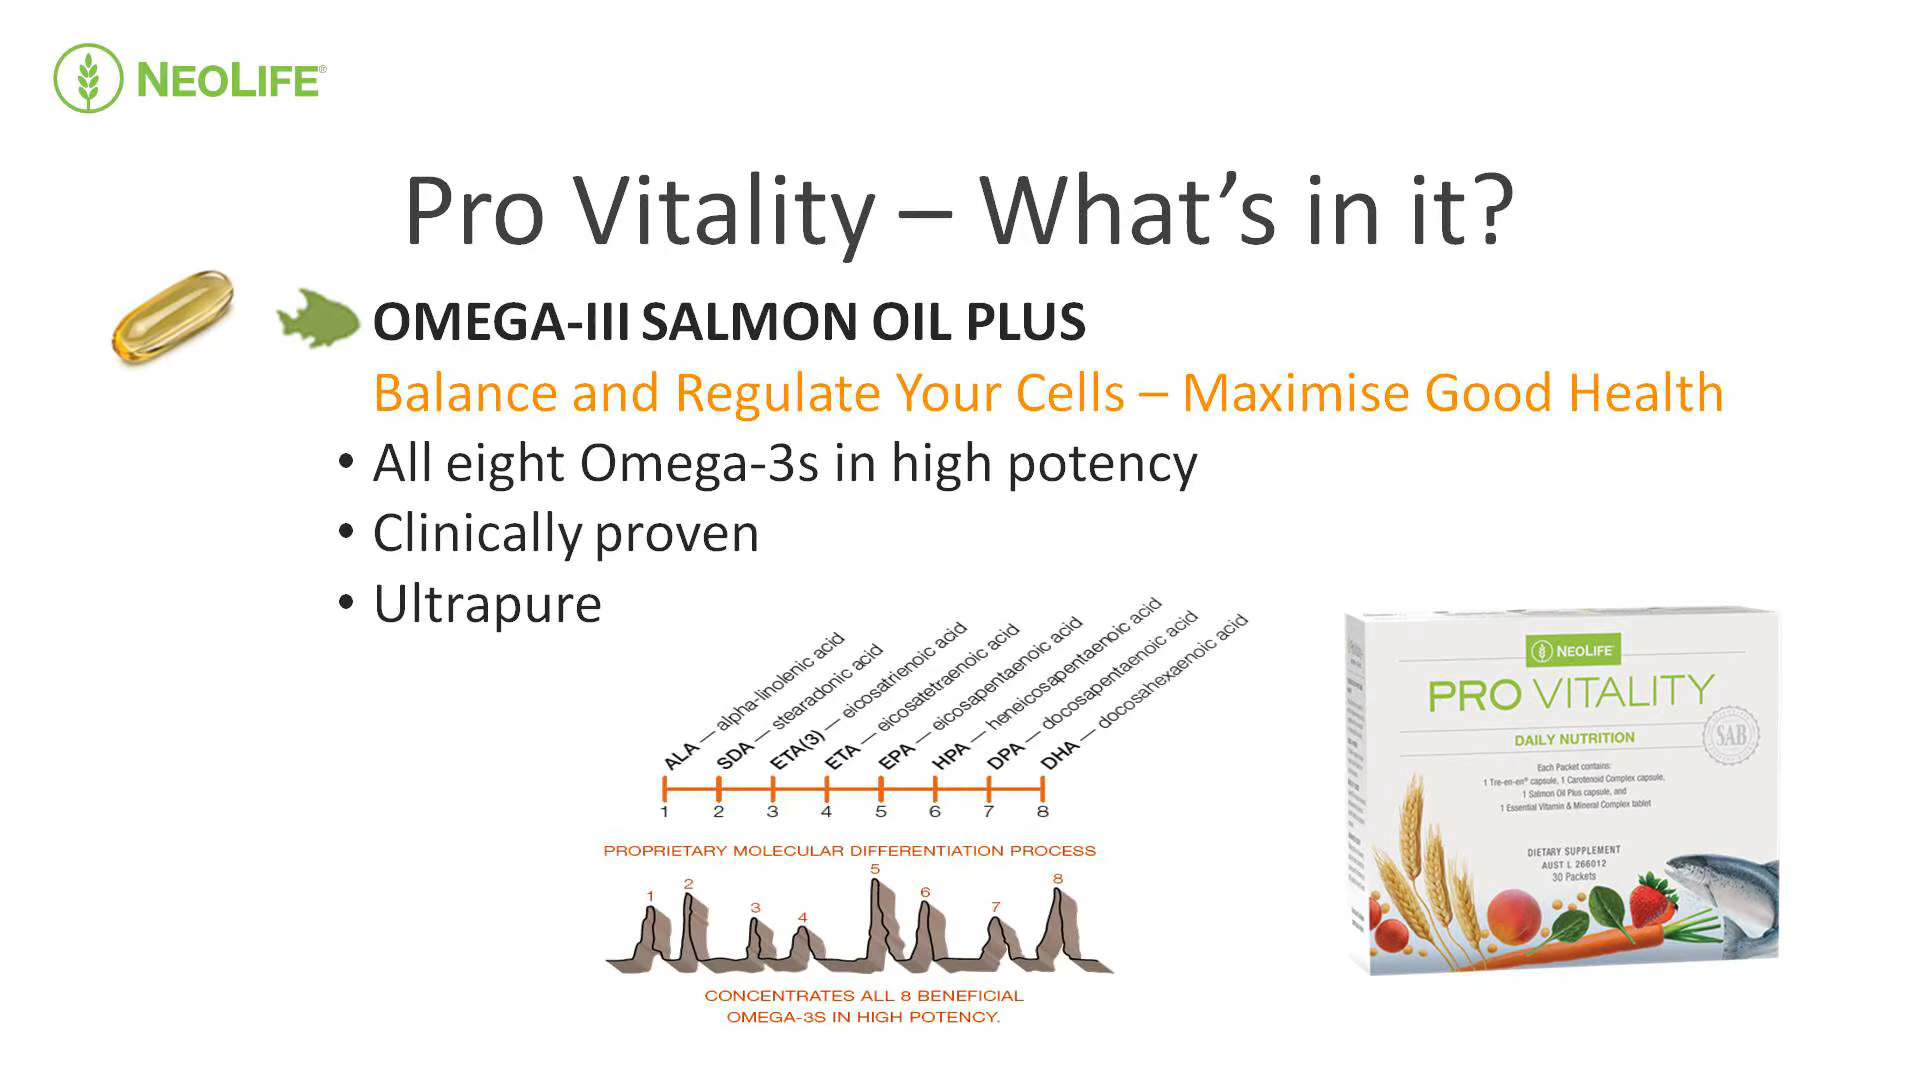 NEOLIFE®
Pro Vitality – What's in it?
OMEGA-III SALMON OIL PLUS
Balance and Regulate Your Cells – Maximise Good Health
• All eight Omega-3s in high potency
• Clinically proven
• Ultrapure
ALA — alpha-linolenic acid
SDA — stearadonic acid
ETA(3) — eicosatrienoic acid
ETA — eicosatetraenoic acid
EPA — eicosapentaenoic acid
HPA — heneicosapentaenoic acid
DPA — docosapentaenoic acid
DHA — docosahexaenoic acid
1 2 3 4 5 6 7 8
PROPRIETARY MOLECULAR DIFFERENTIATION PROCESS
1 2 3 4 5 6 7 8
CONCENTRATES ALL 8 BENEFICIAL
OMEGA-3S IN HIGH POTENCY.
NEOLIFE
PRO VITALITY
DAILY NUTRITION
SAB
Each Packet contains:
1 Tre-en-en® capsule, 1 Carotenoid Complex capsule,
1 Salmon Oil Plus capsule, and
1 Essential Vitamin & Mineral Complex tablet
DIETARY SUPPLEMENT
AUST L 266012
30 Packets